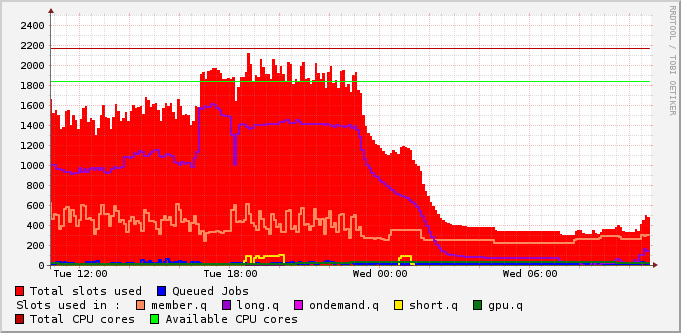 2400
2200
2000
1800
1600
1400
1200
1000
800
600
400
200
0
Tue 12:00 Tue 18:00 Wed 00:00 Wed 06:00
RRDTOOL / TOBI OETIKER
Total slots used Queued Jobs
Slots used in : member.q long.q ondemand.q short.q gpu.q
Total CPU cores Available CPU cores